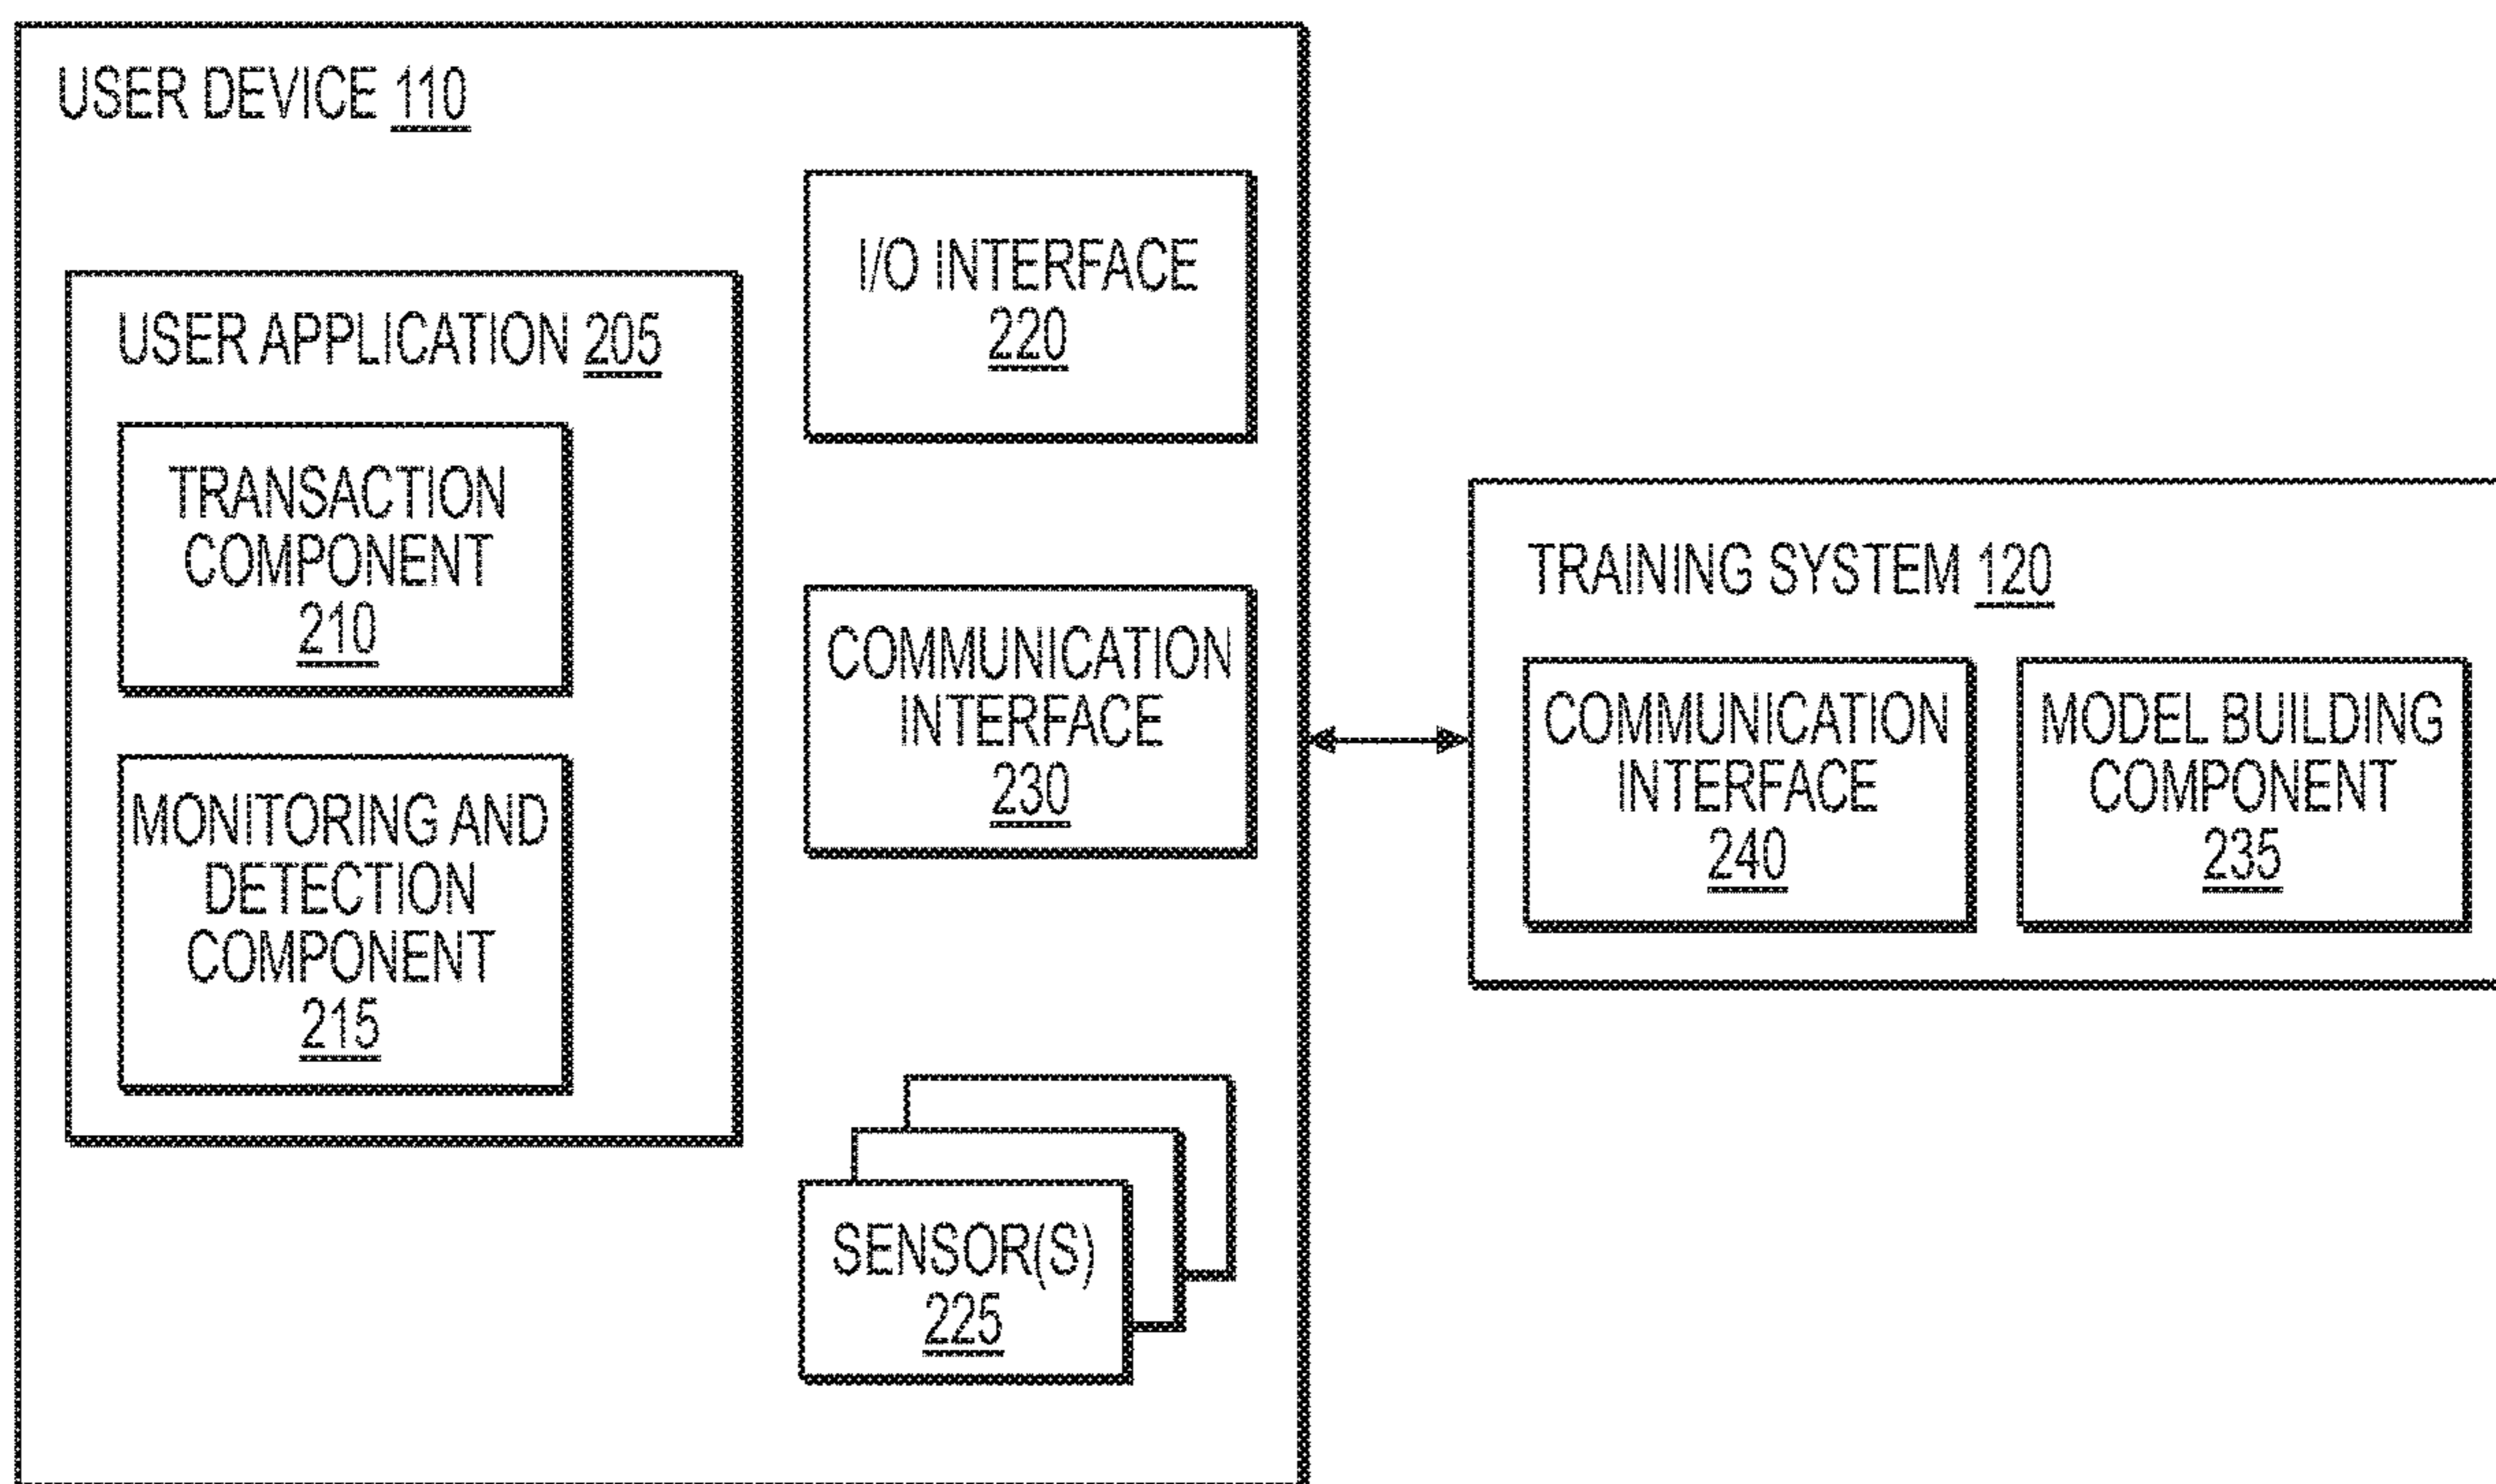 USER DEVICE 110
I/O INTERFACE
220
USER APPLICATION 205
TRANSACTION
COMPONENT
210
MONITORING AND
DETECTION
COMPONENT
215
COMMUNICATION
INTERFACE
230
SENSOR(S)
225
TRAINING SYSTEM 120
COMMUNICATION
INTERFACE
240
MODEL BUILDING
COMPONENT
235